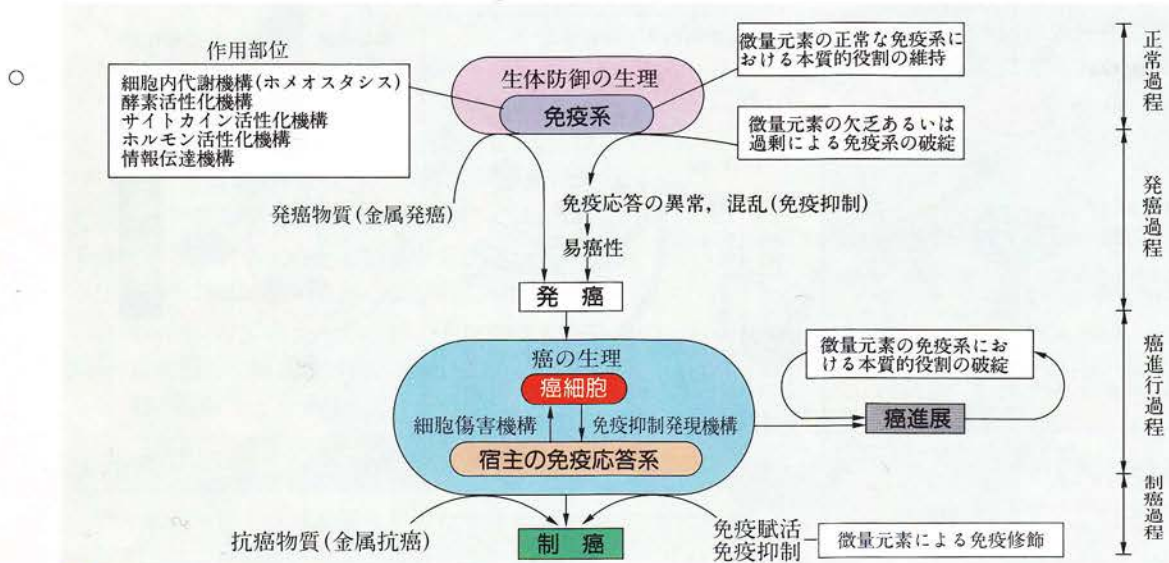 作用部位
細胞内代謝機構(ホメオスタシス)
酵素活性化機構
サイトカイン活性化機構
ホルモン活性化機構
情報伝達機構
生体防御の生理
免疫系
微量元素の正常な免疫系に
おける本質的役割の維持
微量元素の欠乏あるいは
過剰による免疫系の破綻
正常過程
発癌物質(金属発癌)
免疫応答の異常，混乱(免疫抑制)
易癌性
発癌
発癌過程
癌の生理
癌細胞
細胞傷害機構
免疫抑制発現機構
宿主の免疫応答系
微量元素の免疫系にお
ける本質的役割の破綻
癌進展
癌進行過程
抗癌物質(金属抗癌)
制癌
免疫賦活
免疫抑制
微量元素による免疫修飾
制癌過程